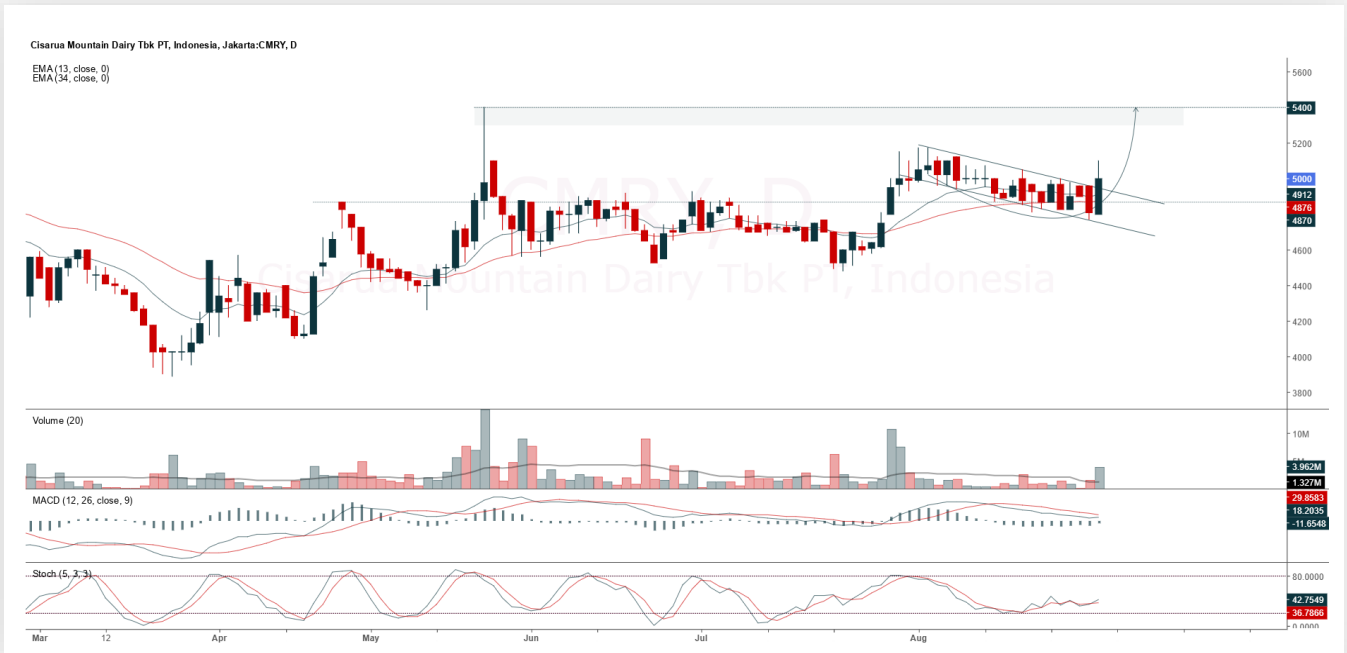 Cisarua Mountain Dairy Tbk PT, Indonesia, Jakarta:CMRY, D
EMA (13, close, 0)
EMA (34, close, 0)
5600
5400
5200
5000
4912
4876
4870
4600
4400
4200
4000
3800
CMRY, D
Cisarua Mountain Dairy Tbk PT, Indonesia
Volume (20)
10M
3.962M
1.327M
MACD (12, 26, close, 9)
29.8583
18.2035
-11.6548
Stoch (5, 3, 3)
80.0000
42.7549
36.7866
0.0000
Mar 12 Apr May Jun Jul Aug